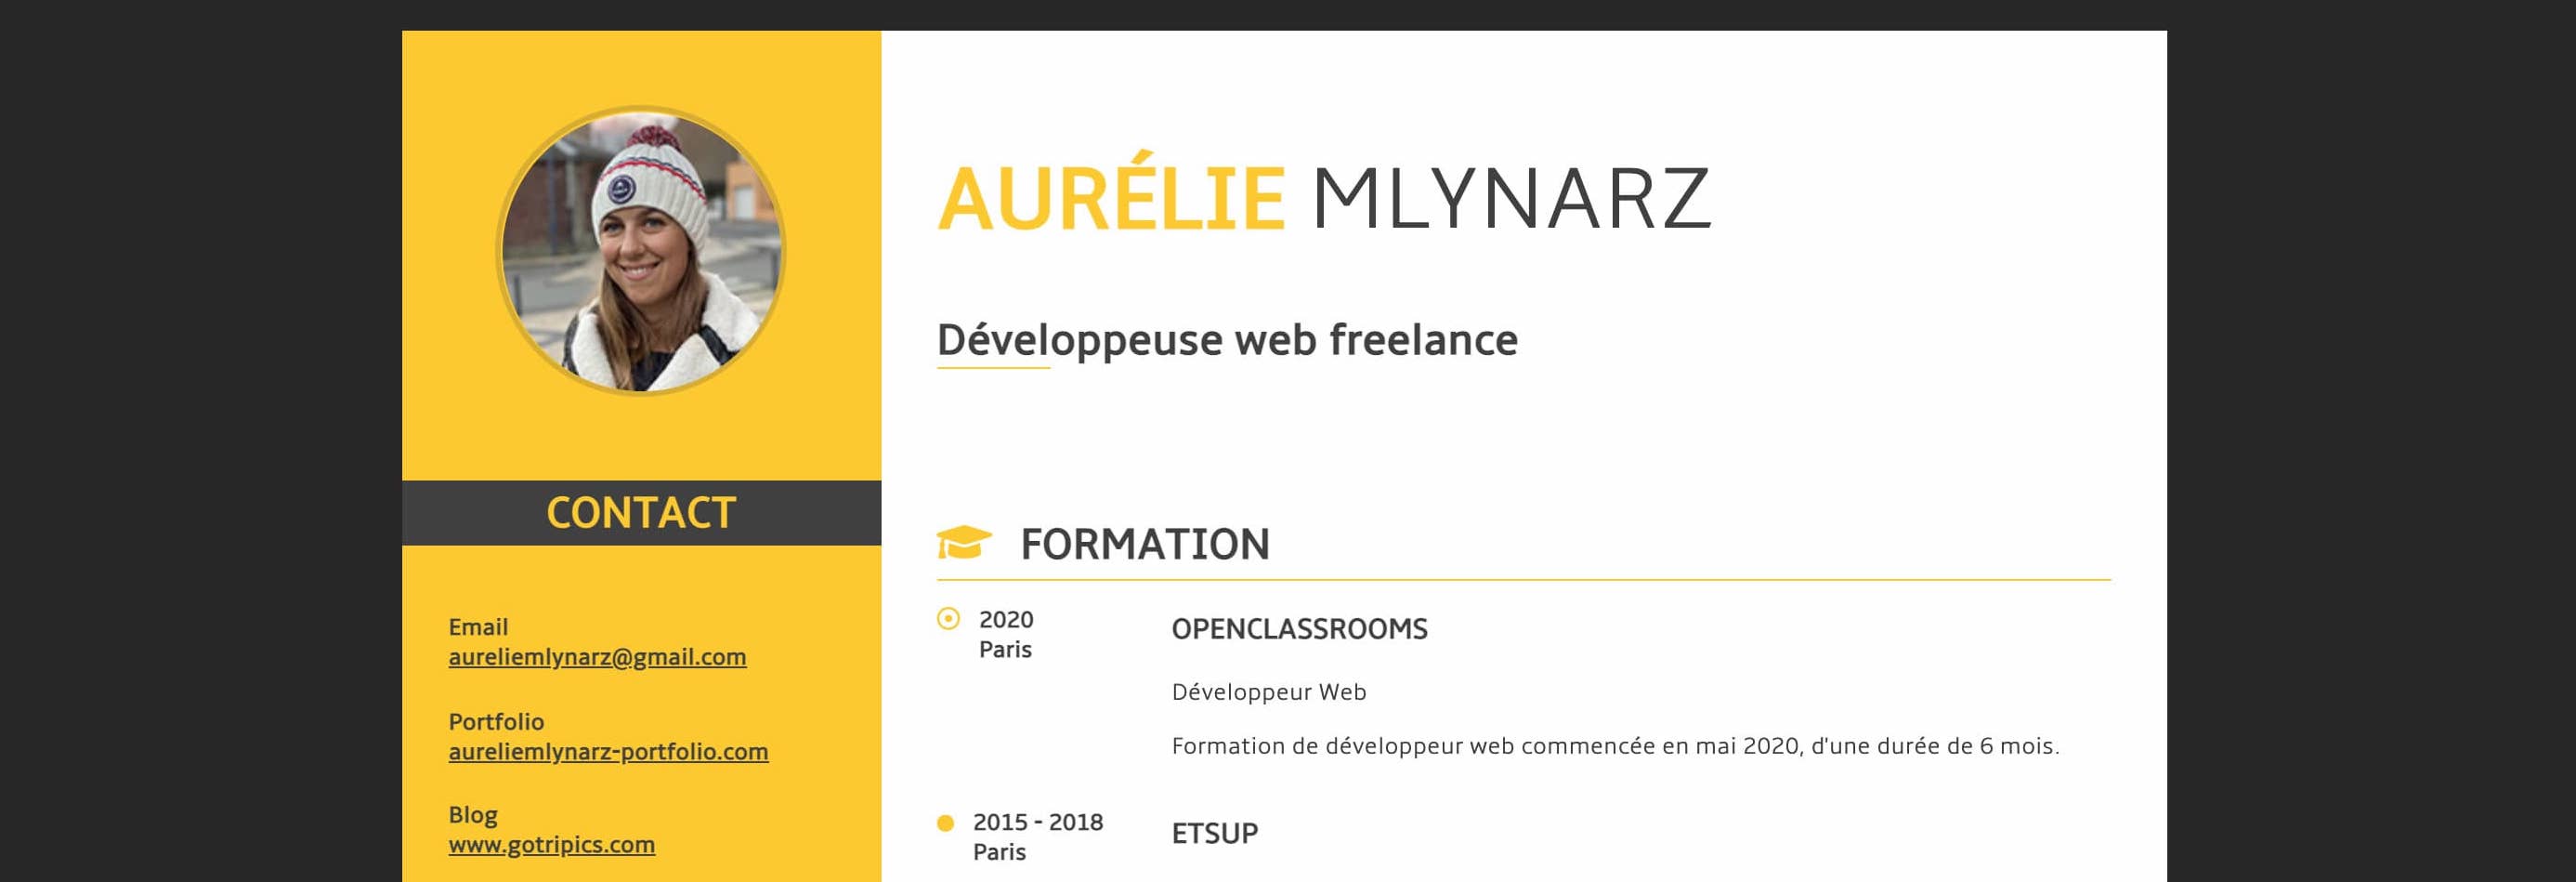 AURÉLIE MLYNARZ
Développeuse web freelance
CONTACT
Email
aureliemlynarz@gmail.com
Portfolio
aureliemlynarz-portfolio.com
Blog
www.gotripics.com
FORMATION
2020
Paris
OPENCLASSROOMS
Développeur Web
Formation de développeur web commencée en mai 2020, d'une durée de 6 mois.
2015 - 2018
Paris
ETSUP